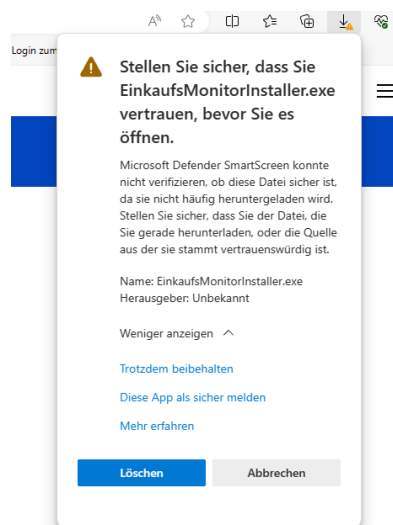 Login zum
Stellen Sie sicher, dass Sie
EinkaufsMonitorInstaller.exe
vertrauen, bevor Sie es
öffnen.
Microsoft Defender SmartScreen konnte
nicht verifizieren, ob diese Datei sicher ist,
da sie nicht häufig heruntergeladen wird.
Stellen Sie sicher, dass Sie der Datei, die
Sie gerade herunterladen, oder die Quelle
aus der sie stammt vertrauenswürdig ist.
Name: EinkaufsMonitorInstaller.exe
Herausgeber: Unbekannt
Weniger anzeigen
Trotzdem beibehalten
Diese App als sicher melden
Mehr erfahren
Löschen Abbrechen